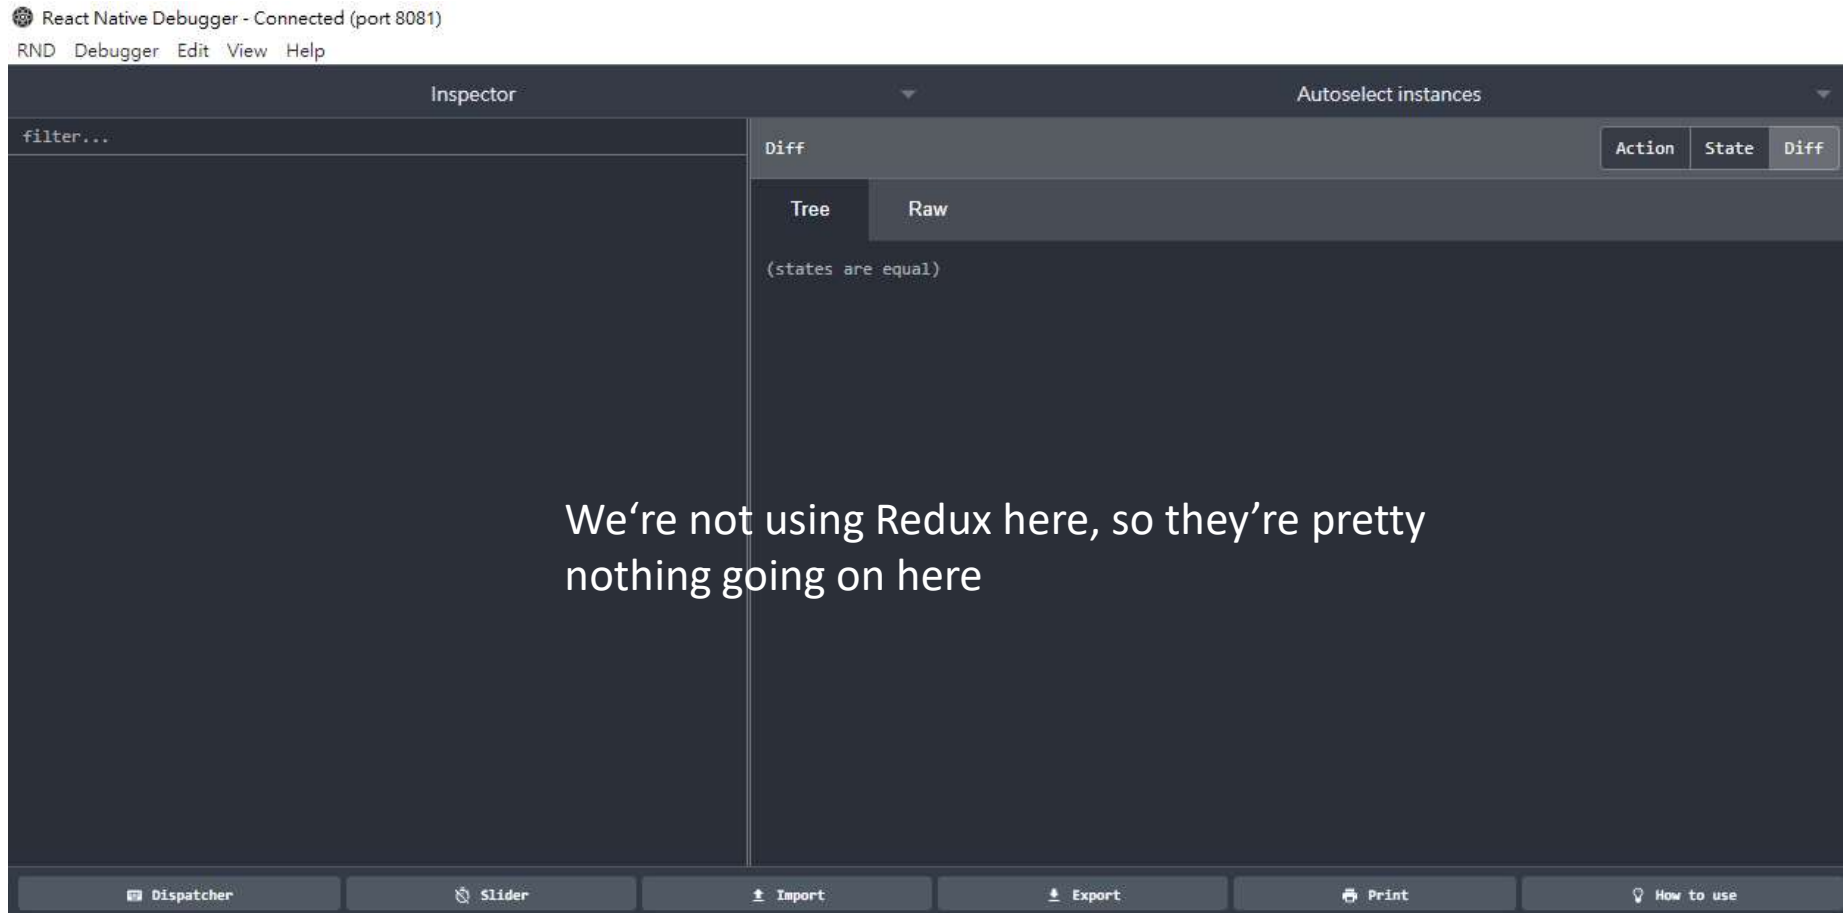 React Native Debugger - Connected (port 8081)
RND Debugger Edit View Help
Inspector
Autoselect instances
filter...
Diff
Action State Diff
Tree Raw
(states are equal)
We‘re not using Redux here, so they’re pretty
nothing going on here
Dispatcher Slider Import Export Print How to use